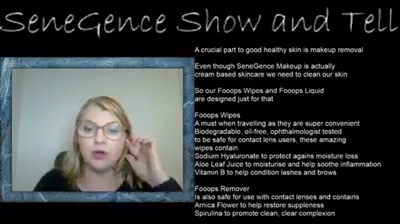 SeneGence Show and Tell
A crucial part to good healthy skin is makeup removal
Even though SeneGence Makeup is actually
cream based skincare we need to clean our skin
So our Fooops Wipes and Fooops Liquid
are designed just for that
Fooops Wipes
A must when travelling as they are super convenient
Biodegradable, oil-free, ophthalmologist tested
to be safe for contact len users, these amazing
wipes contain
Sodium Hyaluronate to protect agains moisture loss
Aloe Leaf Juice to moisturise and help soothe inflammation
Vitamin B to help condition lashes and brows
Fooops Remover
Is also safe for use with contact lenses and contains
Arnica Flower to help restore suppleness
Spirulina to promote clean, clear complexion